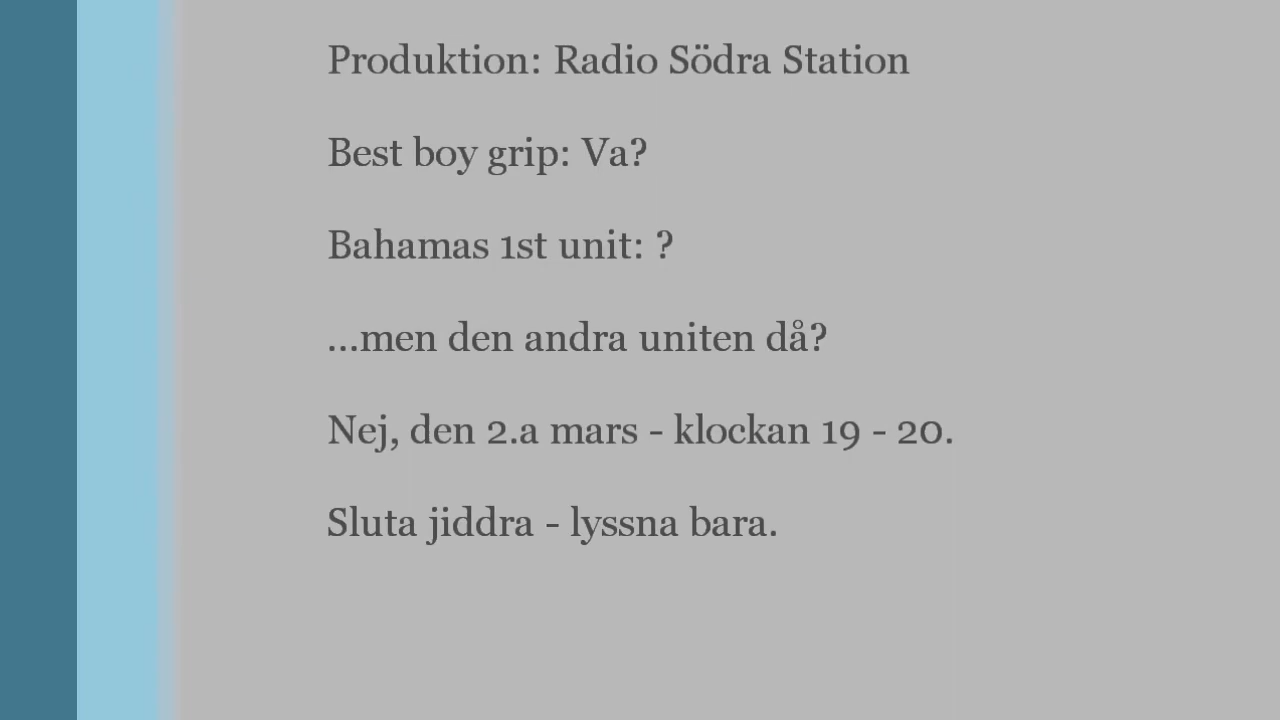 Produktion: Radio Södra Station
Best boy grip: Va?
Bahamas 1st unit: ?
...men den andra uniten då?
Nej, den 2.a mars - klockan 19 - 20.
Sluta jiddra - lyssna bara.